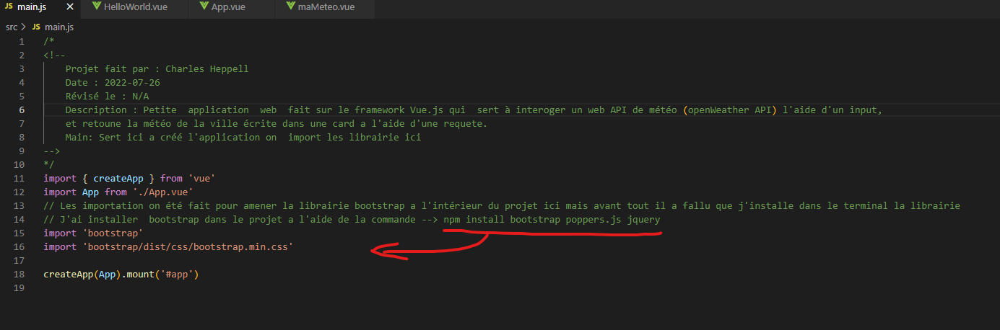 JS main.js × HelloWorld.vue App.vue maMeteo.vue
src > JS main.js
1 /*
2 <!--
3 Projet fait par : Charles Heppell
4 Date : 2022-07-26
5 Révisé le : N/A
6 Description : Petite application web fait sur le framework Vue.js qui sert à interoger un web API de météo (openWeather API) l'aide d'un input,
7 et retoune la météo de la ville écrite dans une card a l'aide d'une requete.
8 Main: Sert ici a créé l'application on import les librairie ici
9 -->
10 */
11 import { createApp } from 'vue'
12 import App from './App.vue'
13 // Les importation on été fait pour amener la librairie bootstrap a l'intérieur du projet ici mais avant tout il a fallu que j'installe dans le terminal la librairie
14 // J'ai installer bootstrap dans le projet a l'aide de la commande --> npm install bootstrap poppers.js jquery
15 import 'bootstrap'
16 import 'bootstrap/dist/css/bootstrap.min.css'
17
18 createApp(App).mount('#app')
19